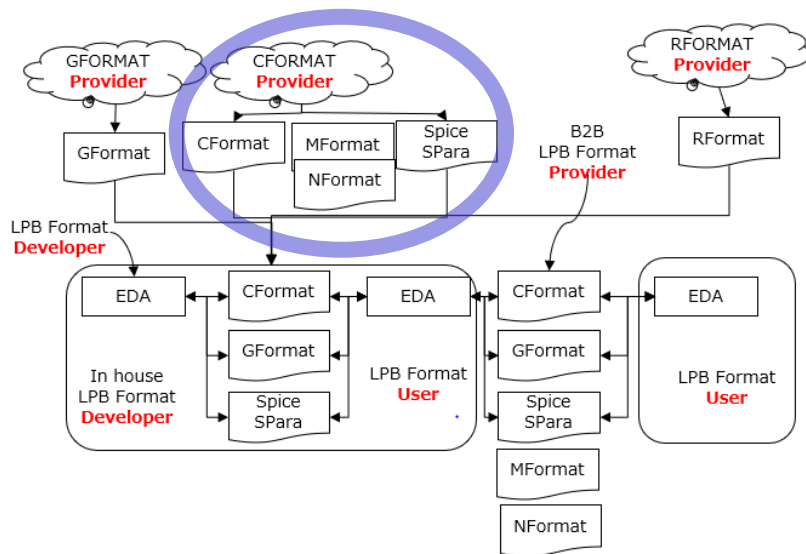 GFORMAT
Provider
CFORMAT
Provider
RFORMAT
Provider
GFormat
CFormat
MFormat
NFormat
Spice
SPara
B2B
LPB Format
Provider
RFormat
LPB Format
Developer
EDA
CFormat
EDA
CFormat
EDA
GFormat
GFormat
In house
LPB Format
Developer
LPB Format
User
LPB Format
User
Spice
SPara
Spice
SPara
MFormat
NFormat